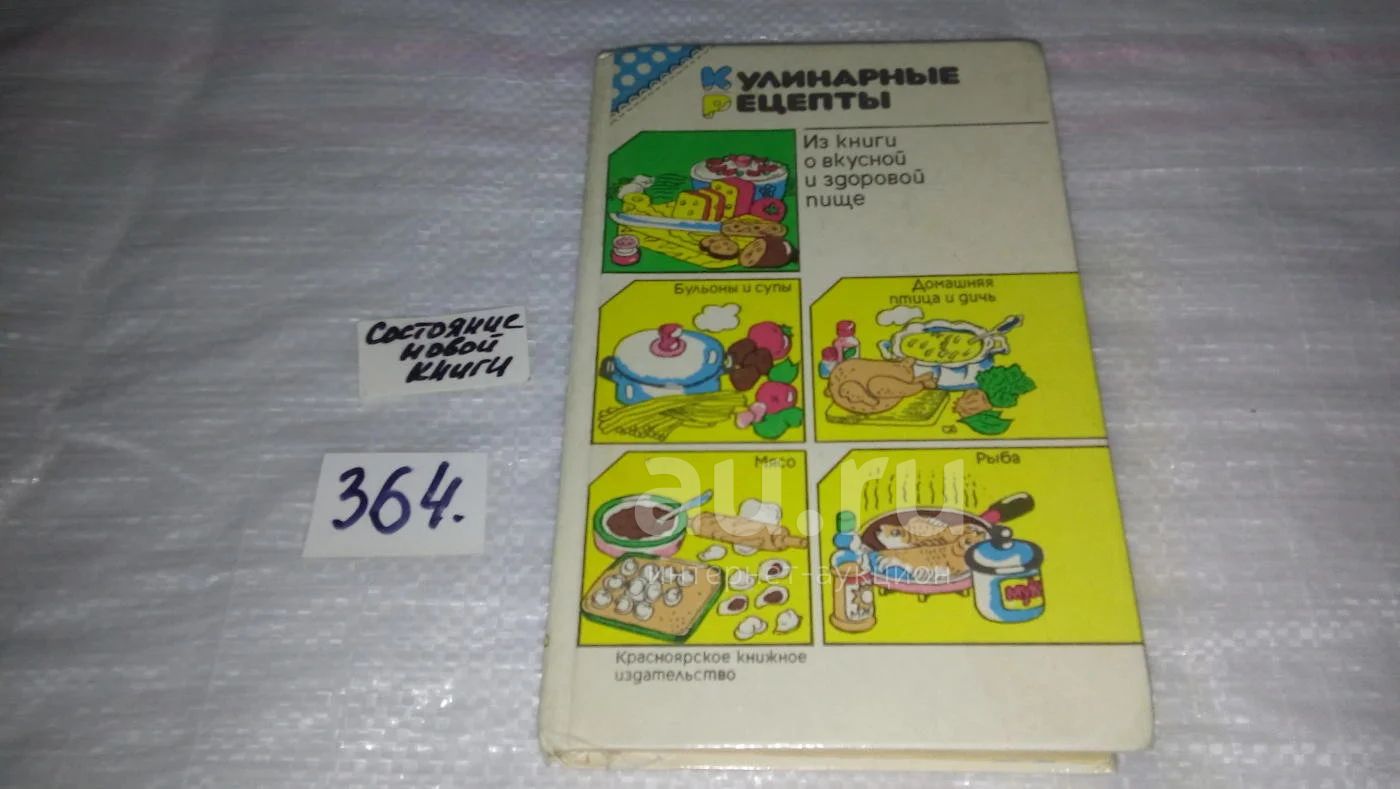 КУЛИНАРНЫЕ
РЕЦЕПТЫ
Из книги
о вкусной
и здоровой
пище
Бульоны и супы
Домашняя
птица и дичь
Мясо
Рыба
Красноярское книжное
издательство
Состояние
новой
книги
364.
au.ru
интернет-аукцион